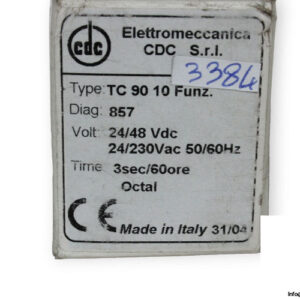 cdc
Elettromeccanica
CDC S.r.l.
3384
Type: TC 90 10 Funz.
Diag: 857
Volt: 24/48 Vdc
24/230Vac 50/60Hz
Time: 3sec/60ore
Octal
CE Made in Italy 31/04